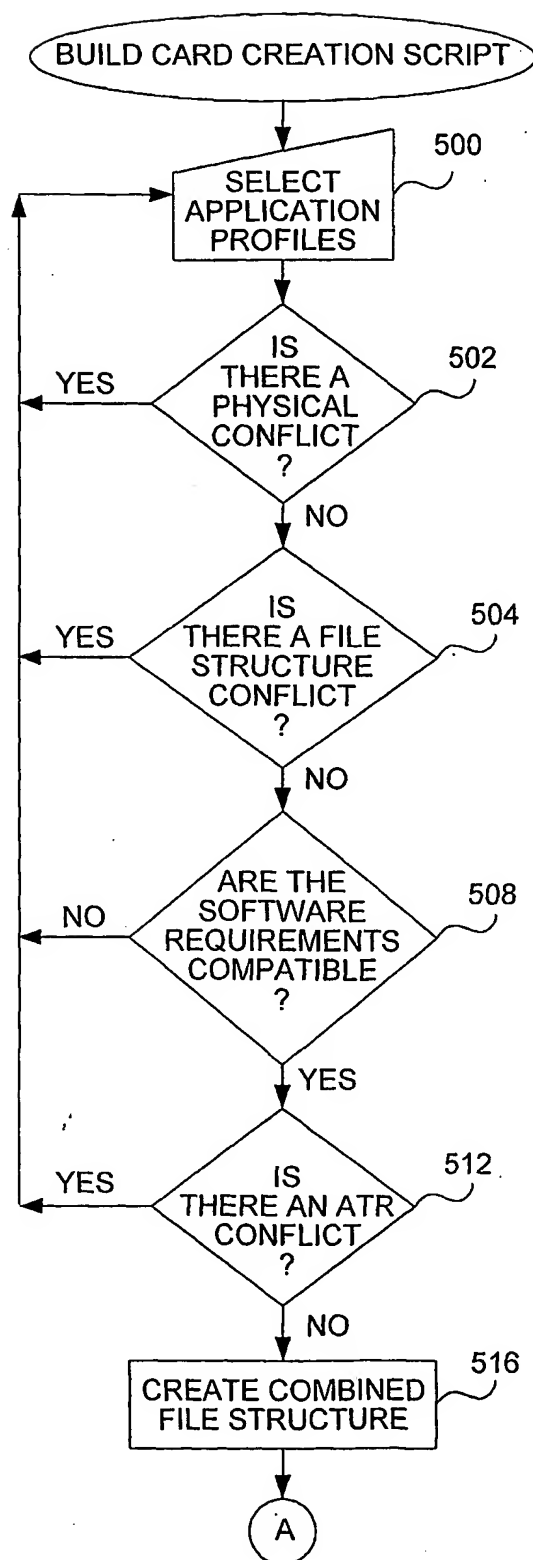 BUILD CARD CREATION SCRIPT
500
SELECT
APPLICATION
PROFILES
IS
THERE A
PHYSICAL
CONFLICT
?
502
YES
NO
IS
THERE A FILE
STRUCTURE
CONFLICT
?
504
YES
NO
ARE THE
SOFTWARE
REQUIREMENTS
COMPATIBLE
?
508
NO
YES
IS
THERE AN ATR
CONFLICT
?
512
YES
NO
516
CREATE COMBINED
FILE STRUCTURE
A